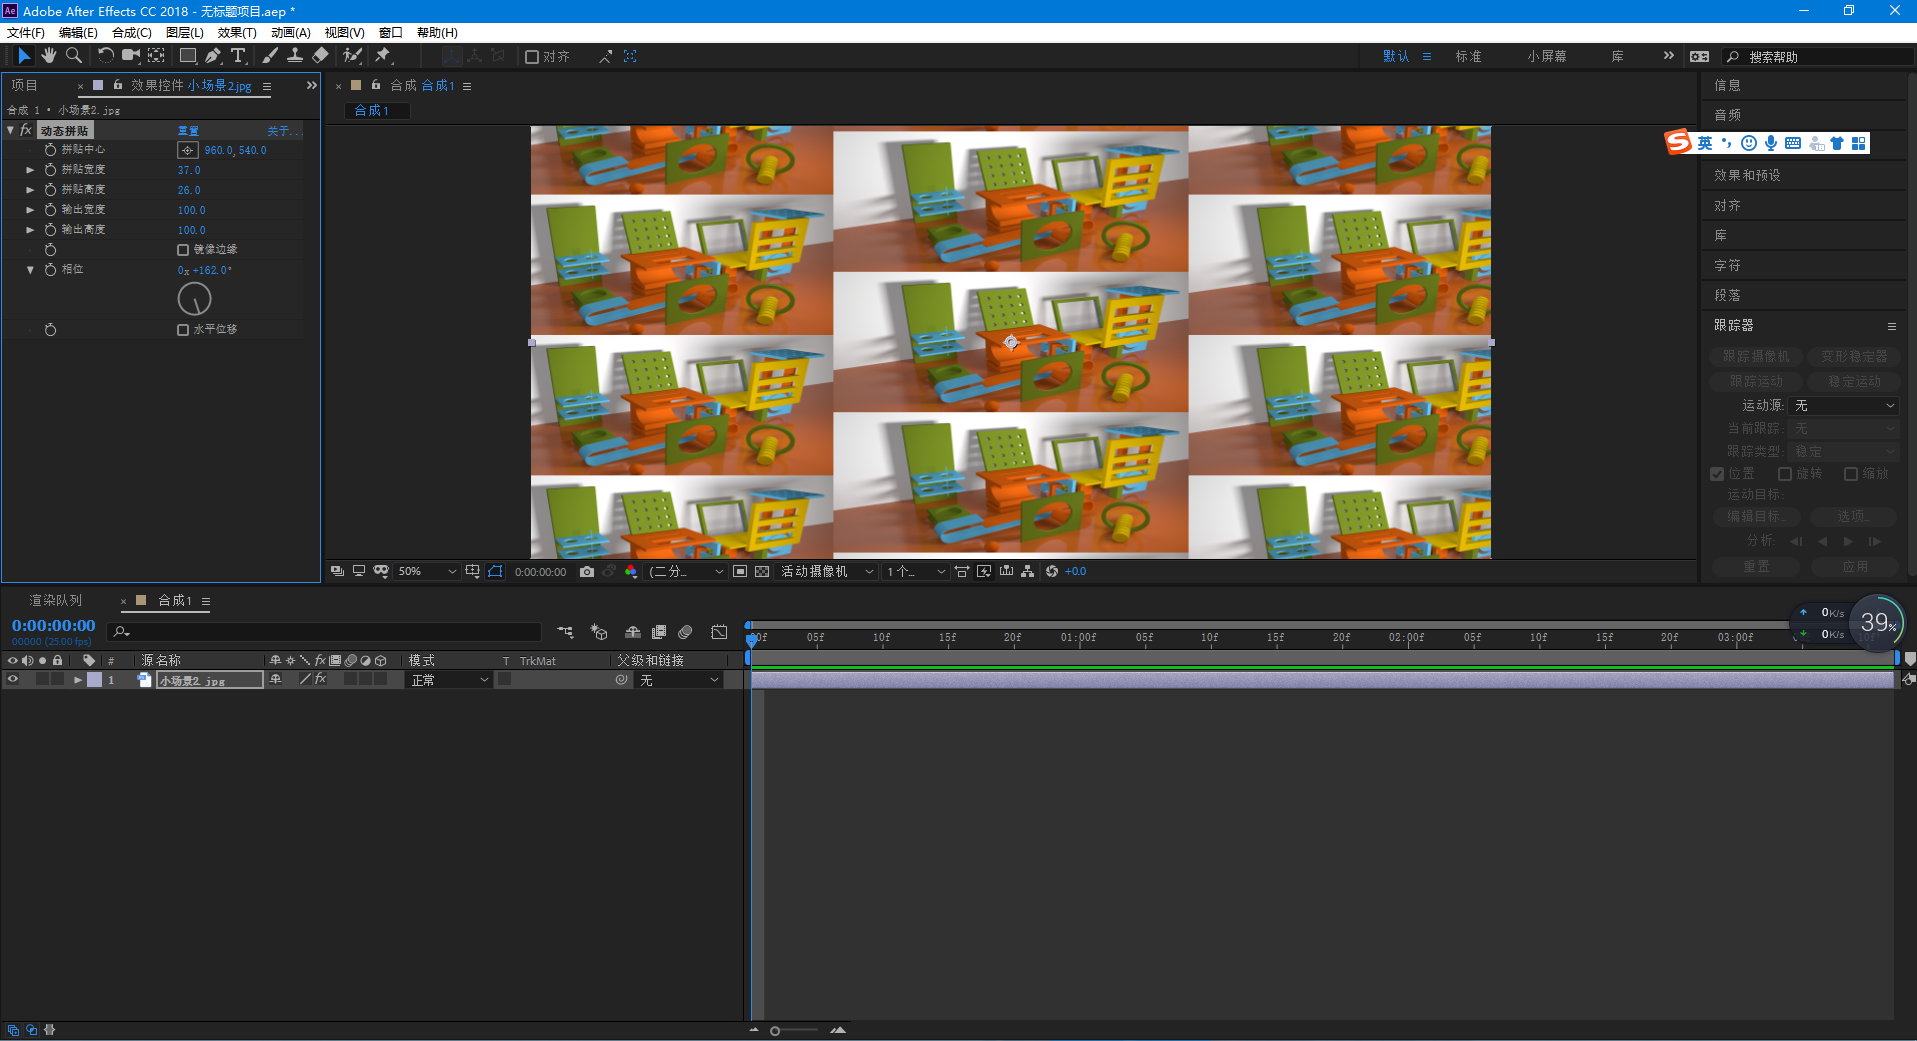 Ae Adobe After Effects CC 2018 - 无标题项目.aep *
文件(F) 编辑(E) 合成(C) 图层(L) 效果(T) 动画(A) 视图(V) 窗口 帮助(H)
对齐 默认 标准 小屏幕 库 搜索帮助
项目 效果控件 小场景2.jpg
合成 1 • 小场景2.jpg
fx 动态拼贴 重置 关于...
拼贴中心 960.0, 540.0
拼贴宽度 37.0
拼贴高度 26.0
输出宽度 100.0
输出高度 100.0
镜像边缘
相位 0x +162.0°
水平位移
合成 合成1
合成1
50% 0:00:00:00 (二分... 活动摄像机 1个... +0.0
信息
音频
英
效果和预设
对齐
库
字符
段落
跟踪器
跟踪摄像机 变形稳定器
跟踪运动 稳定运动
运动源: 无
当前跟踪: 无
跟踪类型: 稳定
位置 旋转 缩放
运动目标:
编辑目标... 选项...
分析:
重置 应用
渲染队列 合成1
0:00:00:00
00000 (25.00 fps)
05f 10f 15f 20f 01:00f 05f 10f 15f 20f 02:00f 05f 10f 15f 20f 03:00f
0K/s
0K/s
39%
# 源名称 fx 模式 T TrkMat 父级和链接
1 小场景2.jpg fx 正常 无